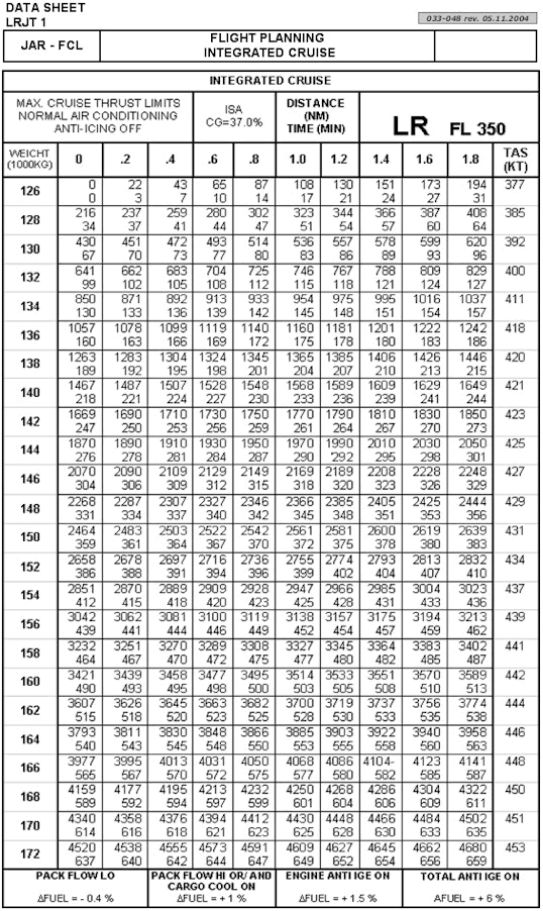 DATA SHEET
LRJT 1
033-048 rev. 05.11.2004
JAR - FCL
FLIGHT PLANNING
INTEGRATED CRUISE
INTEGRATED CRUISE
MAX. CRUISE THRUST LIMITS
NORMAL AIR CONDITIONING
ANTI-ICING OFF
ISA
CG=37.0%
DISTANCE
(NM)
TIME (MIN)
LR FL 350
WEICHT
(1000KG) 0 .2 .4 .6 .8 1.0 1.2 1.4 1.6 1.8 TAS
(KT)
126 0 22 43 65 87 108 130 151 173 194 377
0 3 7 10 14 17 21 24 27 31
128 216 237 259 280 302 323 344 366 387 408 385
34 37 41 44 47 51 54 57 60 64
130 430 451 472 493 514 536 557 578 599 620 392
67 70 73 77 80 83 86 89 93 96
132 641 662 683 704 725 746 767 788 809 829 400
99 102 105 108 112 115 118 121 124 127
134 850 871 892 913 933 954 975 995 1016 1037 411
130 133 136 139 142 145 148 151 154 157
136 1057 1078 1099 1119 1140 1160 1181 1201 1222 1242 418
160 163 166 169 172 175 178 180 183 186
138 1263 1283 1304 1324 1345 1365 1385 1406 1426 1446 420
189 192 195 198 201 204 207 210 213 215
140 1467 1487 1507 1528 1548 1568 1589 1609 1629 1649 421
218 221 224 227 230 233 236 239 241 244
142 1669 1690 1710 1730 1750 1770 1790 1810 1830 1850 423
247 250 253 256 259 261 264 267 270 273
144 1870 1890 1910 1930 1950 1970 1990 2010 2030 2050 425
276 278 281 284 287 290 '292 295 298 301
146 2070 2090 2109 2129 2149 2169 2189 2208 2228 2248 427
304 306 309 312 315 318 320 323 326 329
148 2268 2287 2307 2327 2346 2366 2385 2405 2425 2444 429
331 334 337 340 342 345 348 351 353 356
150 2464 2483 2503 2522 2542 2561 2581 2600 2619 2639 431
359 361 364 367 370 372 375 378 380 383
152 2658 2678 2697 2716 2736 2755 2774 2793 2813 2832 434
386 388 391 394 396 399 402 404 407 410
154 2851 2870 2889 2909 2928 2947 2966 2985 3004 3023 437
412 415 418 420 423 425 428 431 433 436
156 3042 3062 3081 3100 3119 3138 3157 3175 3194 3213 439
439 441 444 446 449 452 454 457 459 462
158 3232 3251 3270 3289 3308 3327 3345 3364 3383 3402 441
464 467 470 472 475 477 480 482 485 487
160 3421 3439 3458 3477 3495 3514 3533 3551 3570 3589 442
490 493 495 498 500 503 505 508 510 513
162 3607 3626 3645 3663 3682 3700 3719 3737 3756 3774 444
515 518 520 523 525 528 530 533 535 538
164 3793 3811 3830 3848 3866 3885 3903 3922 3940 3958 446
540 543 545 548 550 553 555 558 560 563
166 3977 3995 4013 4031 4050 4068 4086 4104- 4123 4141 448
565 567 570 572 575 577 580 582 585 587
168 4159 4177 4195 4213 4232 4250 4268 4286 4304 4322 450
589 592 594 597 599 601 604 606 609 611
170 4340 4358 4376 4394 4412 4430 4448 4466 4484 4502 451
614 616 618 621 623 625 628 630 633 635
172 4520 4538 4555 4573 4591 4609 4627 4645 4662 4680 453
637 640 642 644 647 649 652 654 656 659
PACK FLOW LO
ΔFUEL = - 0.4 %
PACK FLOW HI OR/ AND
CARGO COOL ON
ΔFUEL = + 1 %
ENGINE ANTI IGE ON
ΔFUEL = + 1.5 %
TOTAL ANTI IGE ON
AFUEL = + 6 %